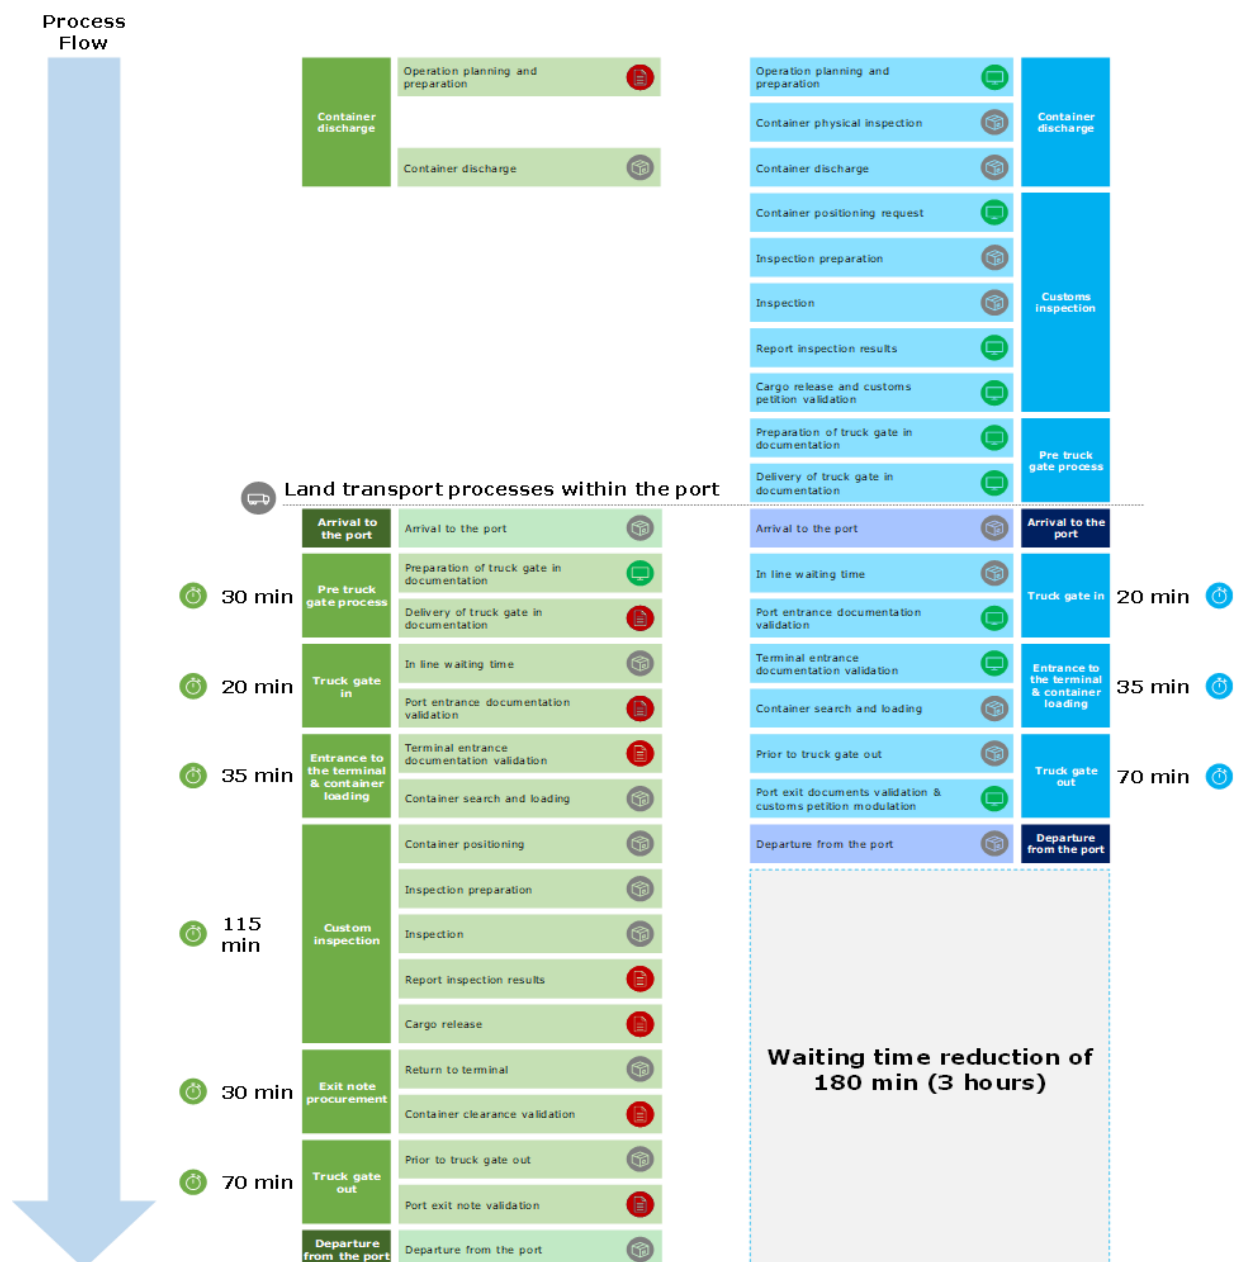 Process
Flow
Container
discharge
Operation planning and
preparation
Container discharge
Operation planning and
preparation
Container physical inspection
Container discharge
Container
discharge
Container positioning request
Inspection preparation
Inspection
Report inspection results
Cargo release and customs
petition validation
Customs
inspection
Preparation of truck gate in
documentation
Delivery of truck gate in
documentation
Pre truck
gate process
Land transport processes within the port
Arrival to
the port
Arrival to the port
Arrival to the port
Arrival to the
port
30 min
Pre truck
gate process
Preparation of truck gate in
documentation
Delivery of truck gate in
documentation
In line waiting time
Port entrance documentation
validation
Truck gate in
20 min
20 min
Truck gate
in
In line waiting time
Port entrance documentation
validation
Terminal entrance
documentation validation
Container search and loading
Entrance to
the terminal
& container
loading
35 min
35 min
Entrance to
the terminal
& container
loading
Terminal entrance
documentation validation
Container search and loading
Prior to truck gate out
Port exit documents validation &
customs petition modulation
Truck gate
out
70 min
115
min
Custom
inspection
Container positioning
Inspection preparation
Inspection
Report inspection results
Cargo release
Departure from the port
Departure
from the port
30 min
Exit note
procurement
Return to terminal
Container clearance validation
Waiting time reduction of
180 min (3 hours)
70 min
Truck gate
out
Prior to truck gate out
Port exit note validation
Departure
from the port
Departure from the port